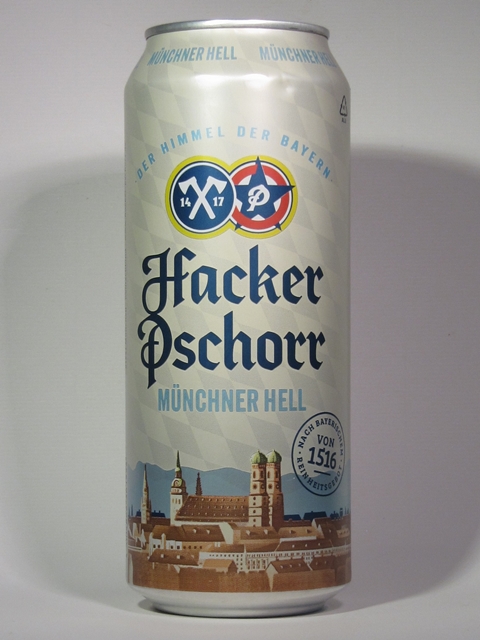 MÜNCHNER HELL MÜNCHNER HELL
DER HIMMEL DER BAYERN
14 17 P
Hacker
Pschorr
MÜNCHNER HELL
NACH BAYERISCHEM
VON
1516
REINHEITSGEBOT